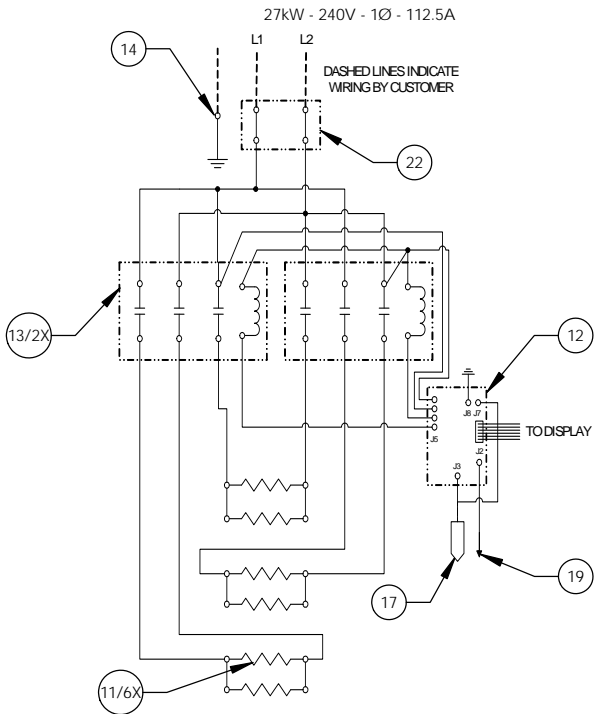 27kW - 240V - 1Ø - 112.5A
L1
L2
14
DASHED LINES INDICATE
WIRING BY CUSTOMER
22
13/2X
12
J8
J7
J5
TO DISPLAY
J2
J3
17
19
11/6X